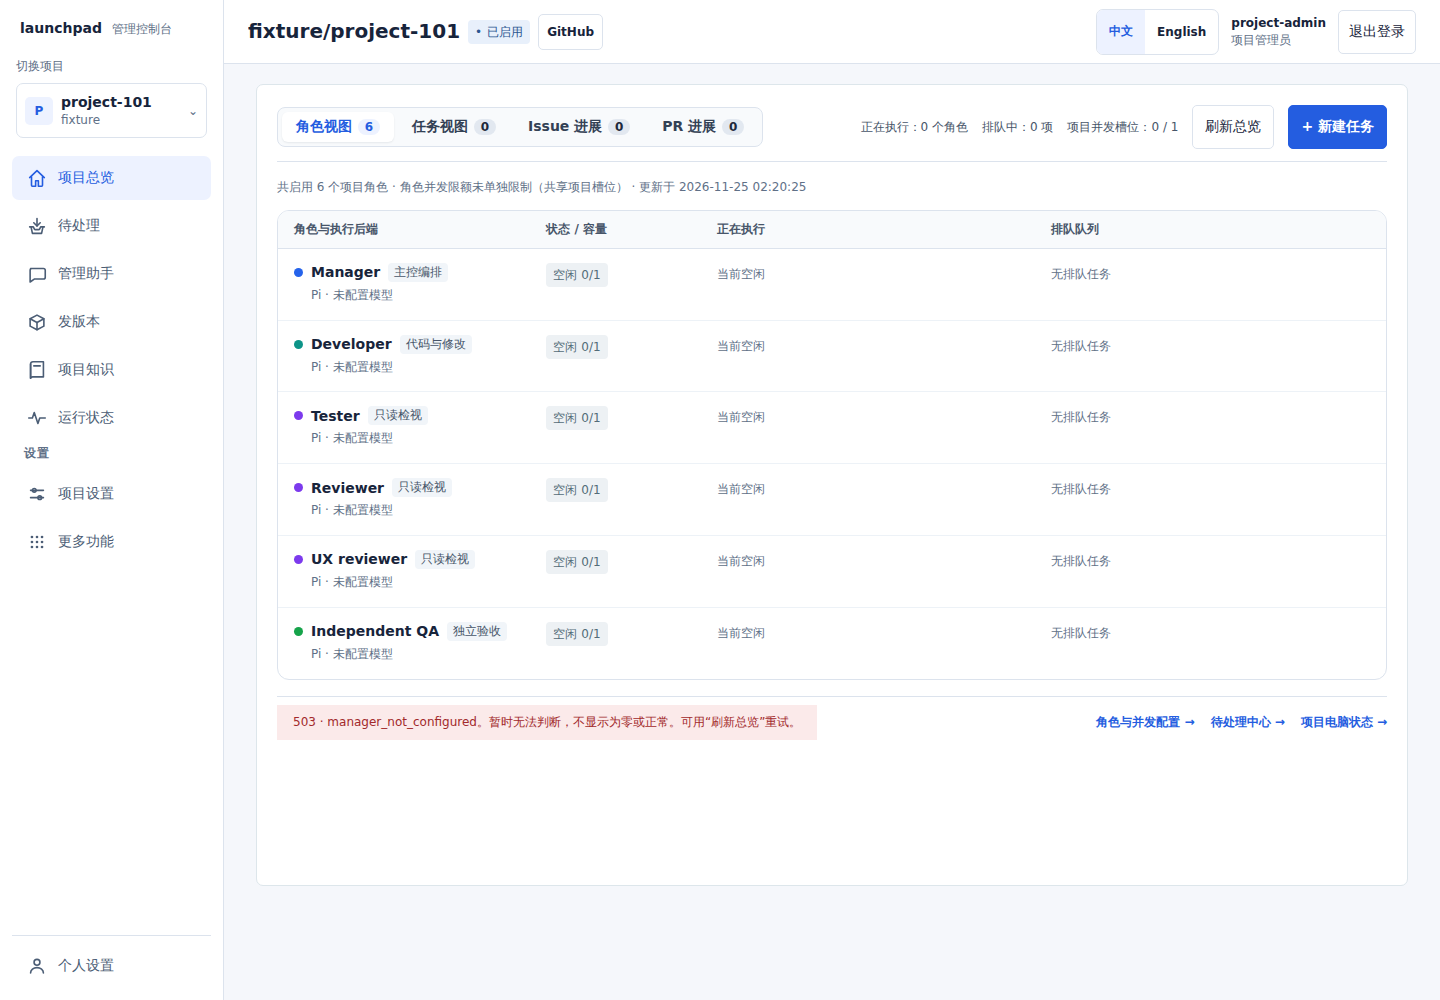 launchpad 管理控制台
切换项目
P project-101
fixture
项目总览
待处理
管理助手
发版本
项目知识
运行状态
设置
项目设置
更多功能
个人设置
fixture/project-101 • 已启用 GitHub
中文 English
project-admin
项目管理员
退出登录
角色视图 6 任务视图 0 Issue 进展 0 PR 进展 0
正在执行：0 个角色 排队中：0 项 项目并发槽位：0 / 1 刷新总览 + 新建任务
共启用 6 个项目角色 · 角色并发限额未单独限制（共享项目槽位） · 更新于 2026-11-25 02:20:25
角色与执行后端 状态 / 容量 正在执行 排队队列
Manager 主控编排 空闲 0/1 当前空闲 无排队任务
Pi · 未配置模型
Developer 代码与修改 空闲 0/1 当前空闲 无排队任务
Pi · 未配置模型
Tester 只读检视 空闲 0/1 当前空闲 无排队任务
Pi · 未配置模型
Reviewer 只读检视 空闲 0/1 当前空闲 无排队任务
Pi · 未配置模型
UX reviewer 只读检视 空闲 0/1 当前空闲 无排队任务
Pi · 未配置模型
Independent QA 独立验收 空闲 0/1 当前空闲 无排队任务
Pi · 未配置模型
503 · manager_not_configured。暂时无法判断，不显示为零或正常。可用“刷新总览”重试。
角色与并发配置 → 待处理中心 → 项目电脑状态 →